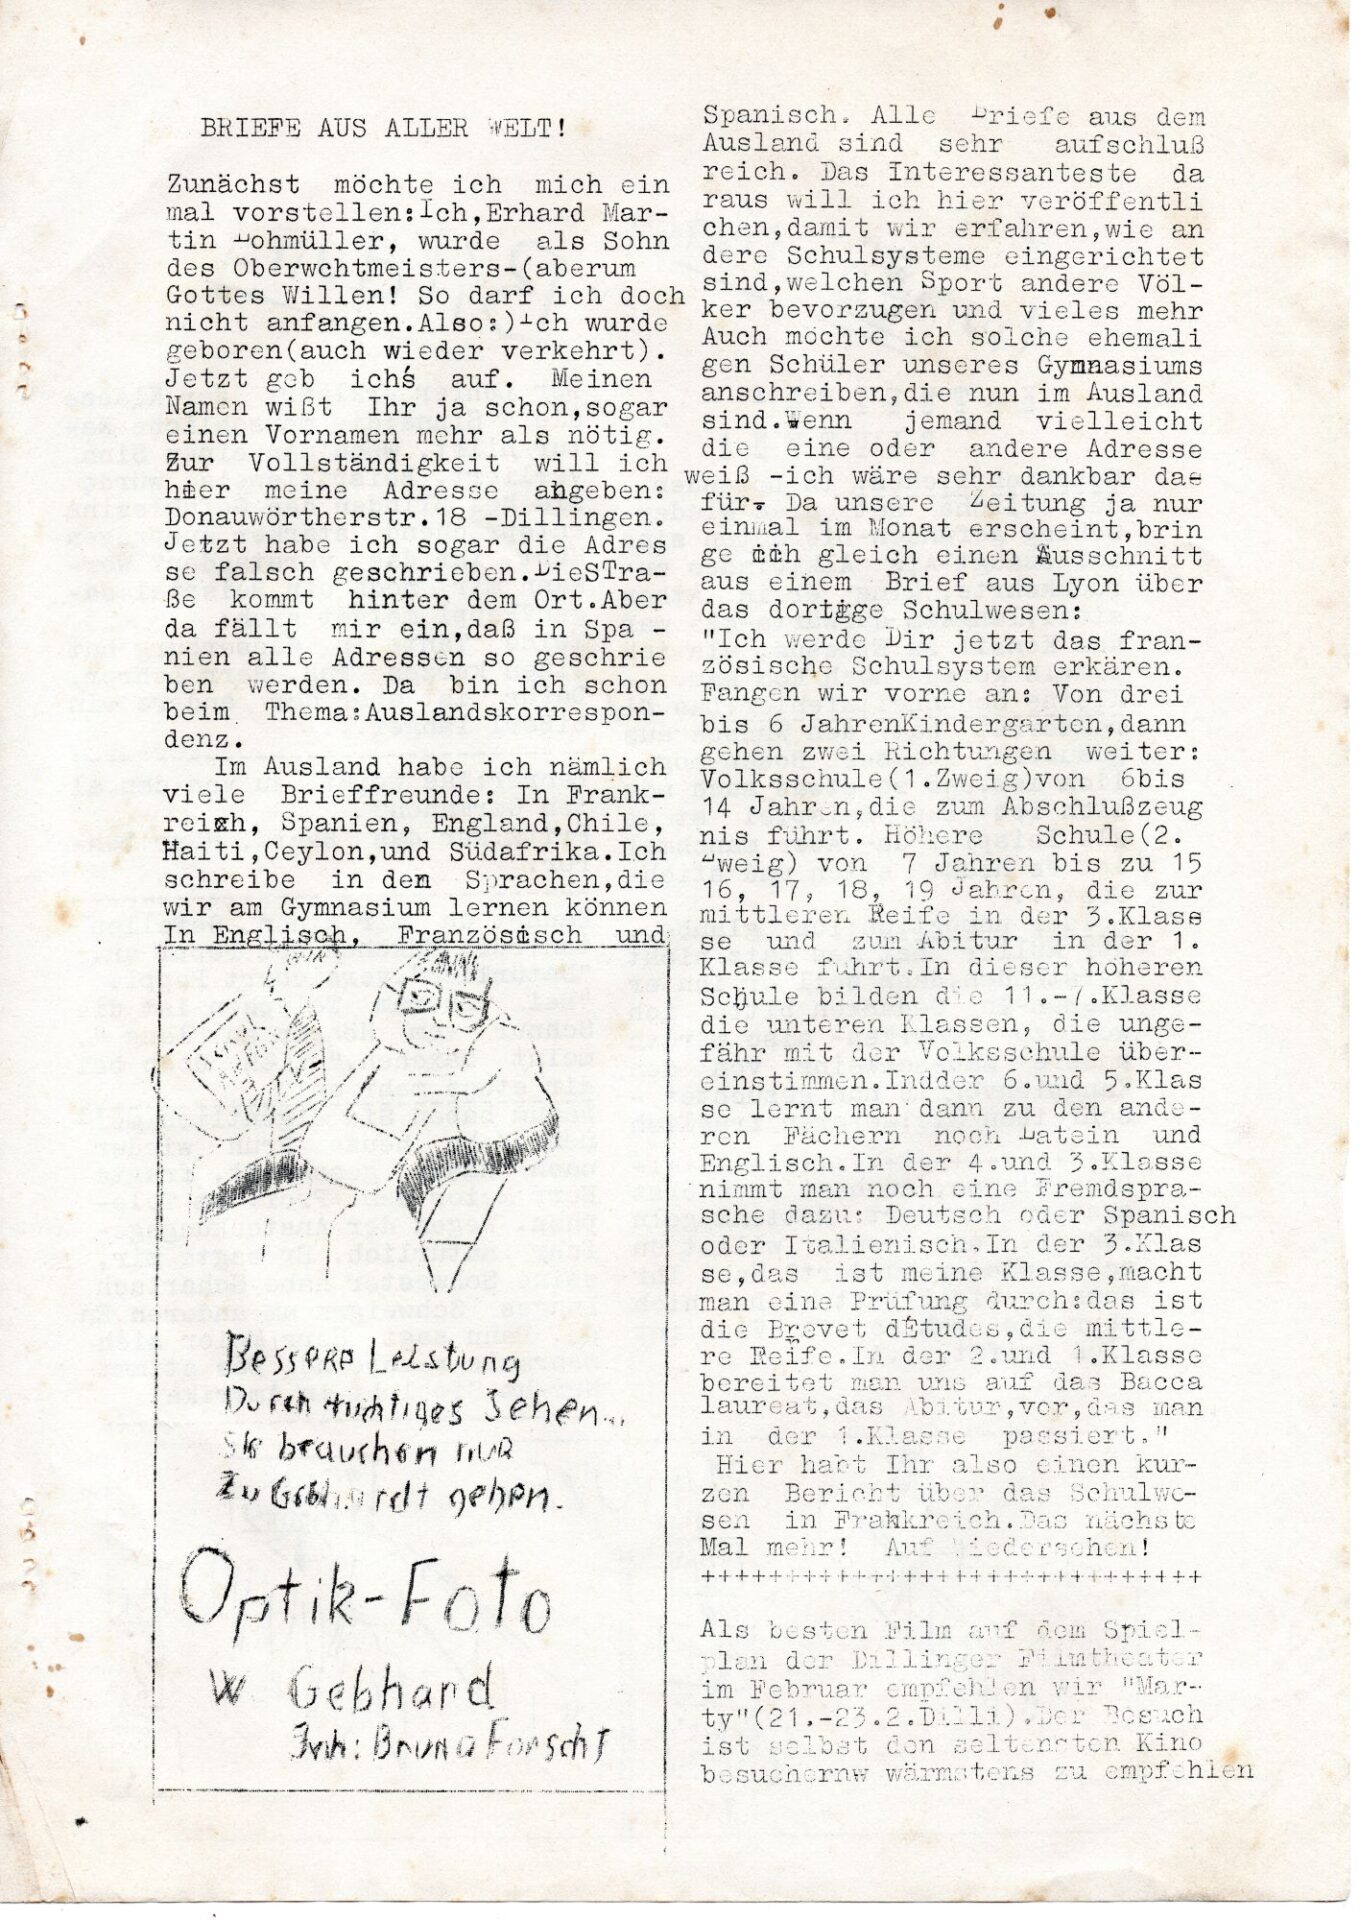 BRIEFE AUS ALLER WELT!
Zunächst möchte ich mich ein
mal vorstellen:Ich,Erhard Mar-
tin Lohmüller, wurde als Sohn
des Oberwchtmeisters-(aberum
Gottes Willen! So darf ich doch
nicht anfangen.Also:)Ich wurde
geboren(auch wieder verkehrt).
Jetzt geb ich's auf. Meinen
Namen wißt Ihr ja schon,sogar
einen Vornamen mehr als nötig.
Zur Vollständigkeit will ich
hier meine Adresse angeben:
Donauwörtherstr.18 -Dillingen.
Jetzt habe ich sogar die Adres
se falsch geschrieben.DieSTra-
ße kommt hinter dem Ort.Aber
da fällt mir ein,daß in Spa -
nien alle Adressen so geschrie
ben werden. Da bin ich schon
beim Thema:Auslandskorrespon-
denz.
Im Ausland habe ich nämlich
viele Brieffreunde: In Frank-
reich, Spanien, England,Chile,
Haiti,Ceylon,und Südafrika.Ich
schreibe in den Sprachen,die
wir am Gymnasium lernen können
In Englisch, Französisch und
Bessere Leistung
Durch richtiges Sehen...
Sie brauchen nur
Zu Gebhardt gehen.
Optik-Foto
W Gebhard
Inh: Bruno Forscht
Spanisch. Alle Briefe aus dem
Ausland sind sehr aufschluß
reich. Das Interessanteste da
raus will ich hier veröffentli
chen,damit wir erfahren,wie an
dere Schulsysteme eingerichtet
sind,welchen Sport andere Völ-
ker bevorzugen und vieles mehr
Auch möchte ich solche ehemali
gen Schüler unseres Gymnasiums
anschreiben,die nun im Ausland
sind.Wenn jemand vielleicht
die eine oder andere Adresse
weiß -ich wäre sehr dankbar da-
für. Da unsere Zeitung ja nur
einmal im Monat erscheint,brin
ge ich gleich einen Ausschnitt
aus einem Brief aus Lyon über
das dortige Schulwesen:
"Ich werde Dir jetzt das fran-
zösische Schulsystem erkären.
Fangen wir vorne an: Von drei
bis 6 JahrenKindergarten,dann
gehen zwei Richtungen weiter:
Volksschule(1.Zweig)von 6bis
14 Jahren,die zum Abschlußzeug
nis führt. Höhere Schule(2.
Zweig) von 7 Jahren bis zu 15
16, 17, 18, 19 Jahren, die zur
mittleren Reife in der 3.Klass
se und zum Abitur in der 1.
Klasse führt.In dieser höheren
Schule bilden die 11.-7.Klasse
die unteren Klassen, die unge-
fähr mit der Volksschule über-
einstimmen.Indder 6.und 5.Klas
se lernt man dann zu den ande-
ren Fächern noch Latein und
Englisch.In der 4.und 3.Klasse
nimmt man noch eine Fremdspra-
sche dazu: Deutsch oder Spanisch
oder Italienisch.In der 3.Klas
se,das ist meine Klasse,macht
man eine Prüfung durch:das ist
die Brevet dÉtudes,die mittle-
re Reife.In der 2.und 1.Klasse
bereitet man uns auf das Bacca
laureat,das Abitur,vor,das man
in der 1.Klasse passiert."
Hier habt Ihr also einen kur-
zen Bericht über das Schulwe-
sen in Frankreich.Das nächste
Mal mehr! Auf Wiedersehen!
+++++++++++++++++++++++++++++++
Als besten Film auf dem Spiel-
plan der Dillinger Filmtheater
im Februar empfehlen wir "Mar-
ty"(21.-23.2.Dilli).Der Besuch
ist selbst den seltensten Kino
besuchernw wärmstens zu empfehlen